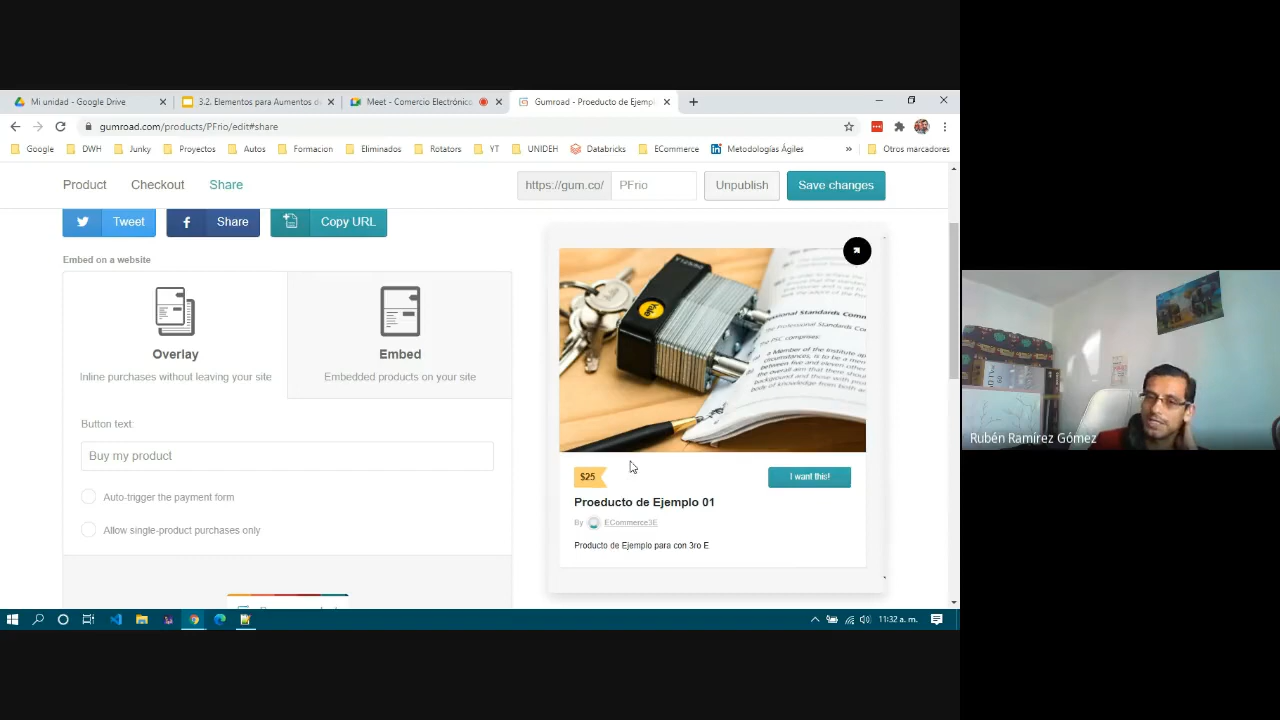 Mi unidad - Google Drive
3.2. Elementos para Aumentos de
Meet - Comercio Electrónico
Gumroad - Proeducto de Ejempl
gumroad.com/products/PFrio/edit#share
Google
DWH
Junky
Proyectos
Autos
Formacion
Eliminados
Rotators
YT
UNIDEH
Databricks
ECommerce
Metodologías Ágiles
»
Otros marcadores
Product
Checkout
Share
https://gum.co/
PFrio
Unpublish
Save changes
Tweet
Share
Copy URL
Embed on a website
Overlay
Inline purchases without leaving your site
Embed
Embedded products on your site
Button text:
Buy my product
Auto-trigger the payment form
Allow single-product purchases only
Yale
$25
I want this!
Proeducto de Ejemplo 01
By ECommerce3E
Producto de Ejemplo para con 3ro E
11:32 a. m.
Rubén Ramírez Gómez